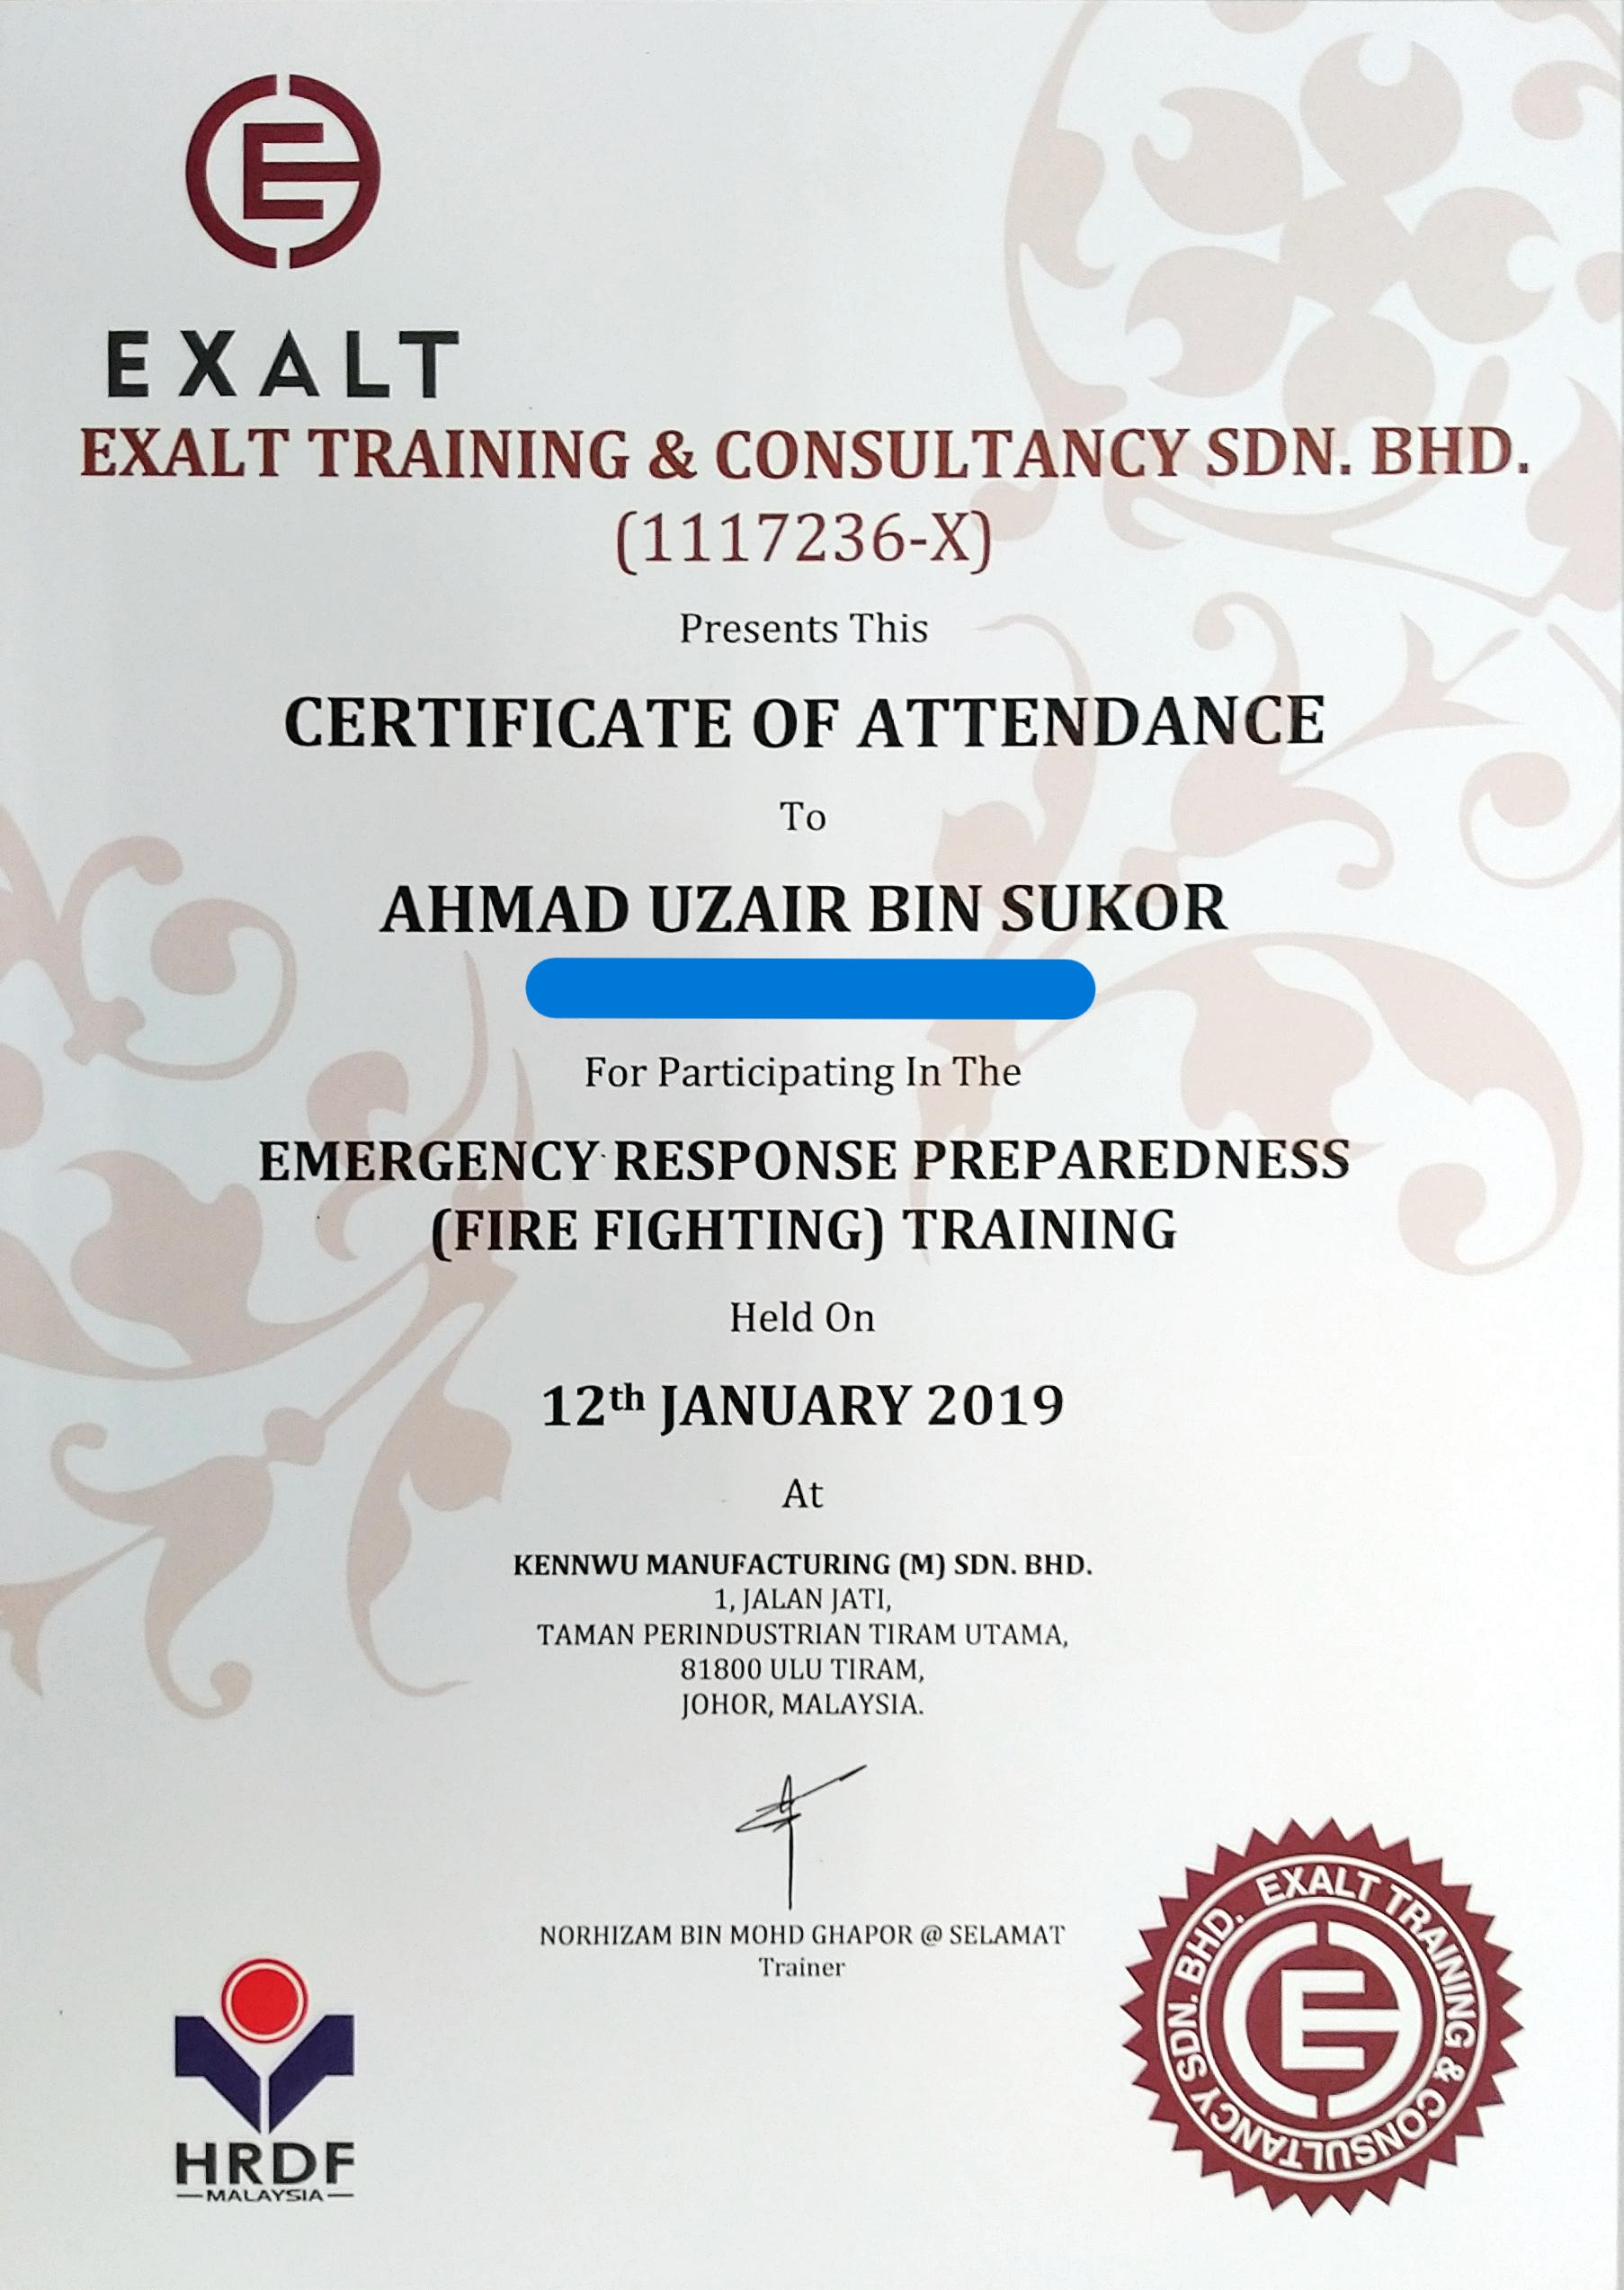 E
EXALT
EXALT TRAINING & CONSULTANCY SDN. BHD.
(1117236-X)
Presents This
CERTIFICATE OF ATTENDANCE
To
AHMAD UZAIR BIN SUKOR
For Participating In The
EMERGENCY RESPONSE PREPAREDNESS
(FIRE FIGHTING) TRAINING
Held On
12th JANUARY 2019
At
KENNWU MANUFACTURING (M) SDN. BHD.
1, JALAN JATI,
TAMAN PERINDUSTRIAN TIRAM UTAMA,
81800 ULU TIRAM,
JOHOR, MALAYSIA.
NORHIZAM BIN MOHD GHAPOR @ SELAMAT
Trainer
HRDF
MALAYSIA
EXALT TRAINING & CONSULTANCY SDN. BHD.
E